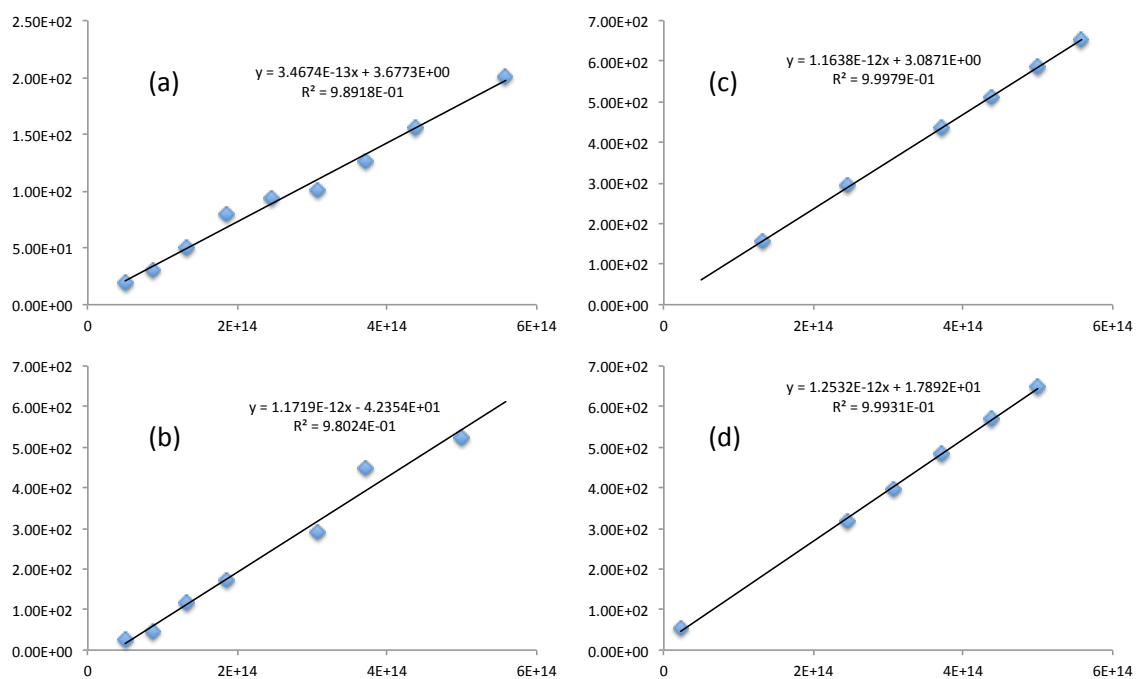 2.50E+02
2.00E+02
1.50E+02
1.00E+02
5.00E+01
0.00E+00
(a)
y = 3.4674E-13x + 3.6773E+00
R² = 9.8918E-01
0 2E+14 4E+14 6E+14
7.00E+02
6.00E+02
5.00E+02
4.00E+02
3.00E+02
2.00E+02
1.00E+02
0.00E+00
(c)
y = 1.1638E-12x + 3.0871E+00
R² = 9.9979E-01
0 2E+14 4E+14 6E+14
7.00E+02
6.00E+02
5.00E+02
4.00E+02
3.00E+02
2.00E+02
1.00E+02
0.00E+00
(b)
y = 1.1719E-12x - 4.2354E+01
R² = 9.8024E-01
0 2E+14 4E+14 6E+14
7.00E+02
6.00E+02
5.00E+02
4.00E+02
3.00E+02
2.00E+02
1.00E+02
0.00E+00
(d)
y = 1.2532E-12x + 1.7892E+01
R² = 9.9931E-01
0 2E+14 4E+14 6E+14